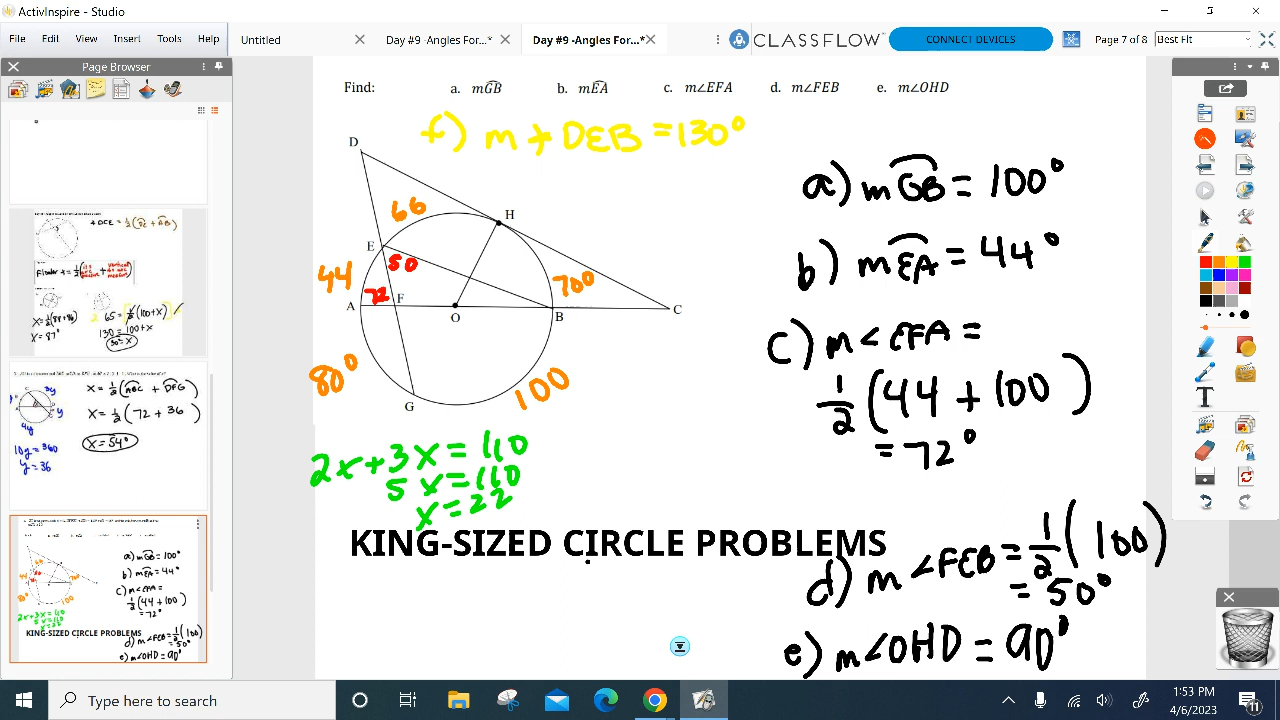 ActivInspire - Studio
File Edit View Insert Tools Help
Untitled
Day #9 -Angles For...*
Day #9 -Angles For...*
CLASSFLOW
CONNECT DEVICES
Page 7 of 8
Best Fit
Page Browser
Find: a. mGB b. mEA c. m∠EFA d. m∠FEB e. m∠OHD
f) m∠DEB = 130°
D
H
E
A
F
O
B
C
G
66
44
50
72
70°
80°
100
a) mGB = 100°
b) mEA = 44°
c) m∠EFA =
1/2 (44 + 100)
= 72°
2x+3x = 110
5x = 110
x = 22
KING-SIZED CIRCLE PROBLEMS
d) m∠FEB = 1/2 (100)
= 50°
e) m∠OHD = 90°
x = 87°
130 = 100 + x
30 = x
x = 1/2 (72 + 36)
x = 54°
10y = 360
y = 36
Type here to search
1:53 PM
4/6/2023
11